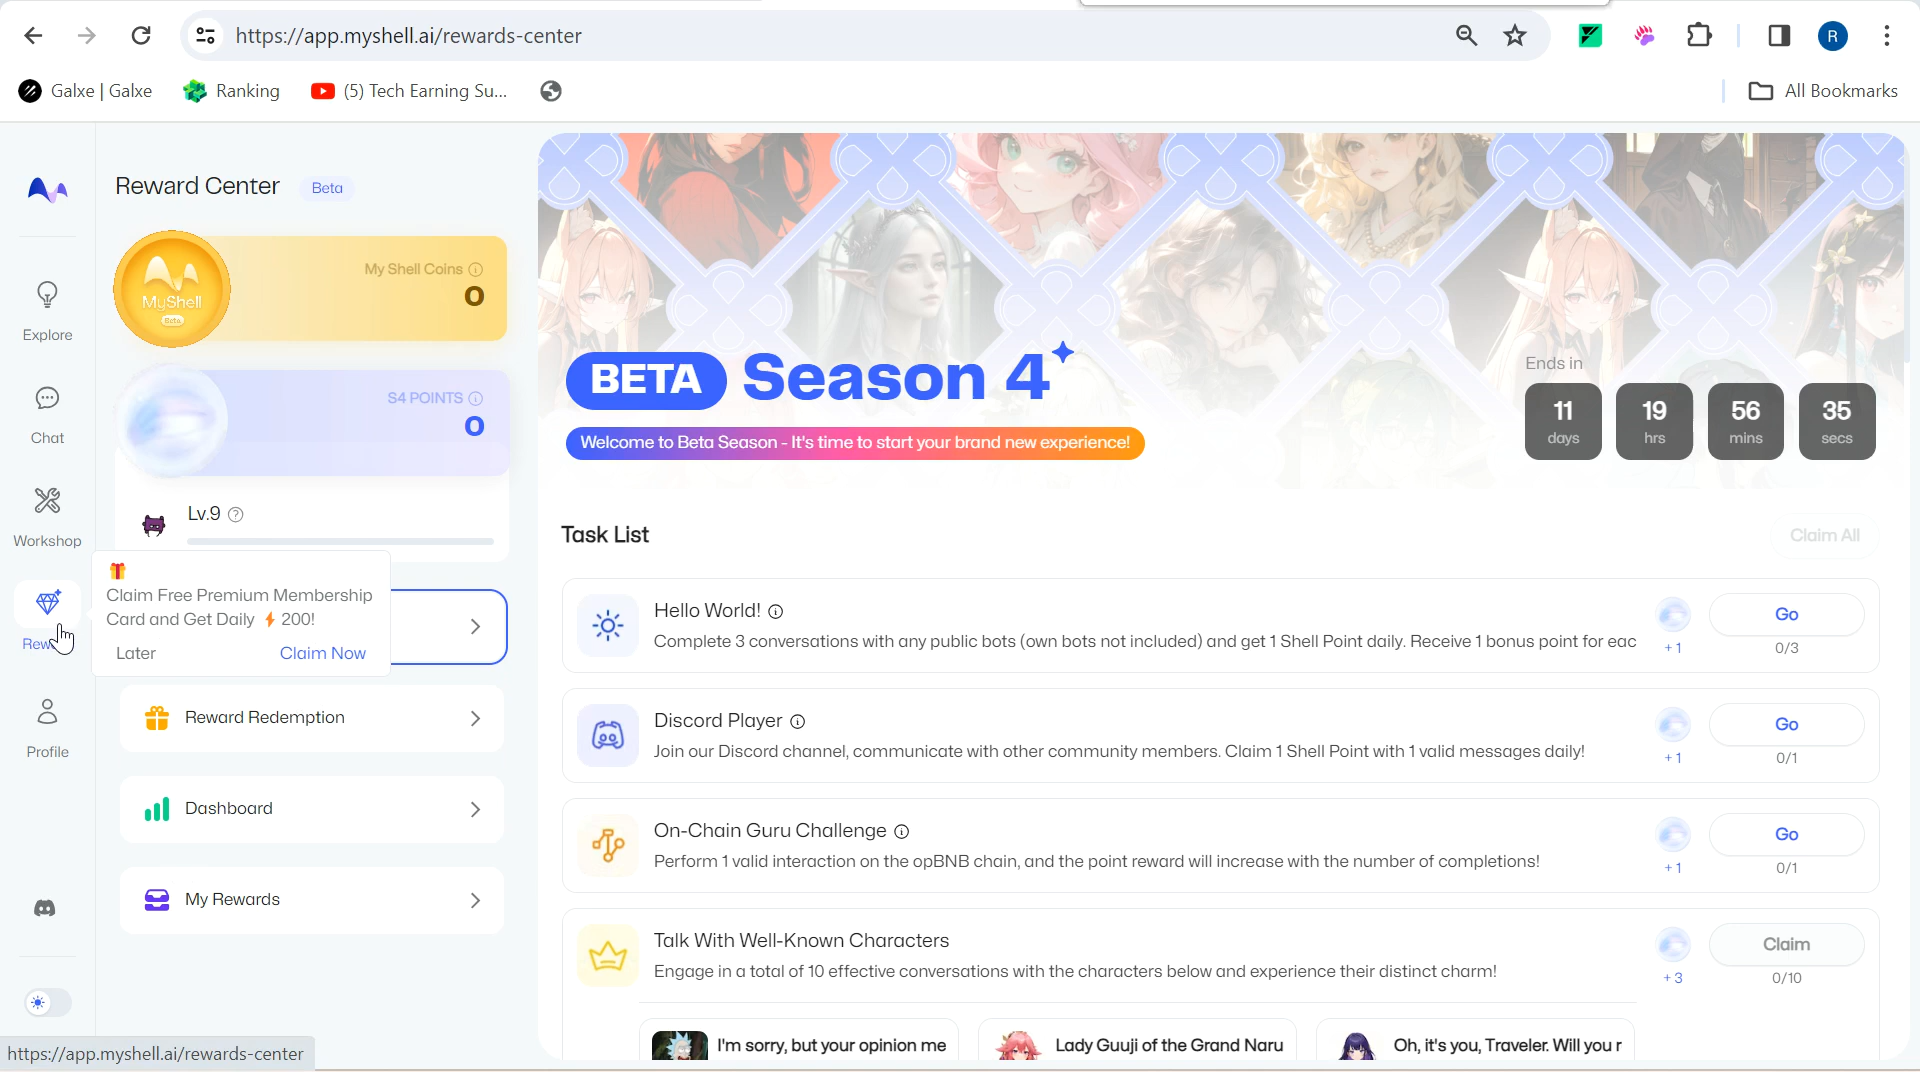 https://app.myshell.ai/rewards-center
R
Galxe | Galxe
Ranking
(5) Tech Earning Su...
All Bookmarks
Reward Center
Beta
My Shell Coins
0
MyShell
Beta
S4 POINTS
0
Lv.9
Explore
Chat
Workshop
Profile
Claim Free Premium Membership
Card and Get Daily ⚡ 200!
Later
Claim Now
Reward Redemption
Dashboard
My Rewards
BETA Season 4
Welcome to Beta Season - It's time to start your brand new experience!
Ends in
11 19 56 35
days hrs mins secs
Task List
Claim All
Hello World!
Complete 3 conversations with any public bots (own bots not included) and get 1 Shell Point daily. Receive 1 bonus point for eac
+1
Go
0/3
Discord Player
Join our Discord channel, communicate with other community members. Claim 1 Shell Point with 1 valid messages daily!
+1
Go
0/1
On-Chain Guru Challenge
Perform 1 valid interaction on the opBNB chain, and the point reward will increase with the number of completions!
+1
Go
0/1
Talk With Well-Known Characters
Engage in a total of 10 effective conversations with the characters below and experience their distinct charm!
+3
Claim
0/10
I'm sorry, but your opinion me
Lady Guuji of the Grand Naru
Oh, it's you, Traveler. Will you r
https://app.myshell.ai/rewards-center